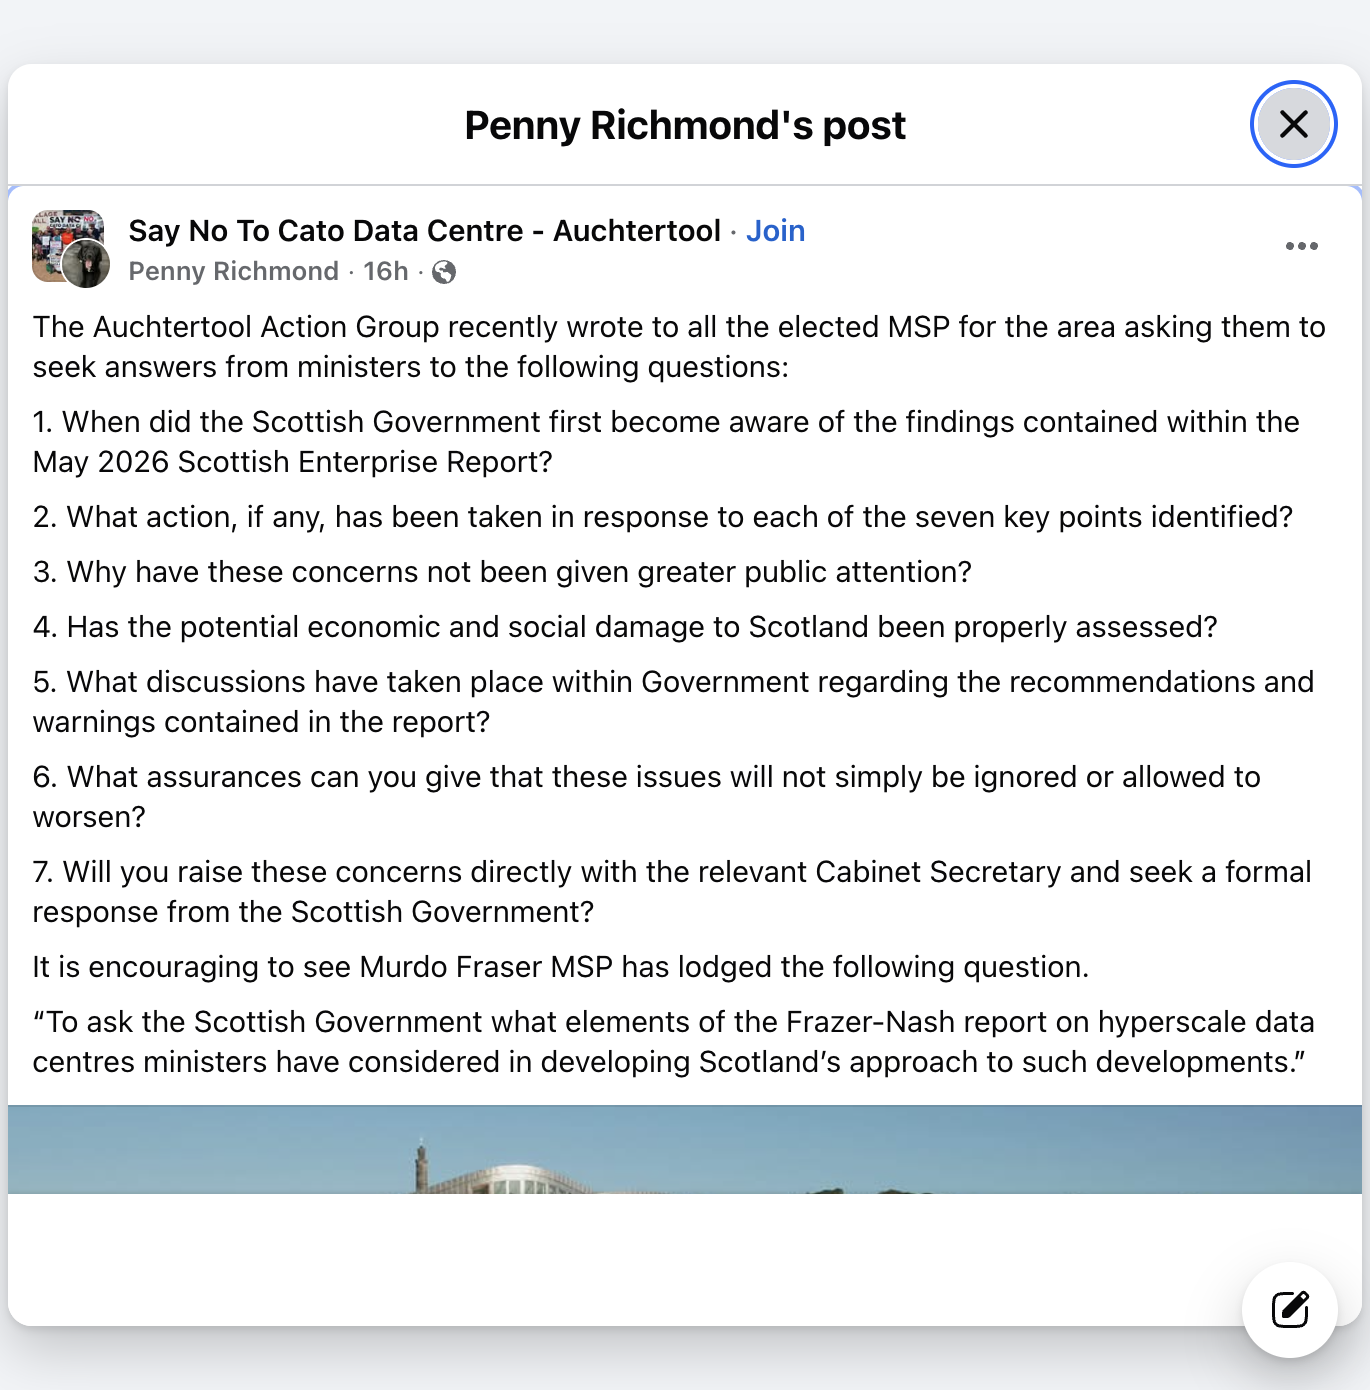 Penny Richmond's post
Say No To Cato Data Centre - Auchtertool · Join
Penny Richmond · 16h ·
The Auchtertool Action Group recently wrote to all the elected MSP for the area asking them to
seek answers from ministers to the following questions:
1. When did the Scottish Government first become aware of the findings contained within the
May 2026 Scottish Enterprise Report?
2. What action, if any, has been taken in response to each of the seven key points identified?
3. Why have these concerns not been given greater public attention?
4. Has the potential economic and social damage to Scotland been properly assessed?
5. What discussions have taken place within Government regarding the recommendations and
warnings contained in the report?
6. What assurances can you give that these issues will not simply be ignored or allowed to
worsen?
7. Will you raise these concerns directly with the relevant Cabinet Secretary and seek a formal
response from the Scottish Government?
It is encouraging to see Murdo Fraser MSP has lodged the following question.
“To ask the Scottish Government what elements of the Frazer-Nash report on hyperscale data
centres ministers have considered in developing Scotland’s approach to such developments.”